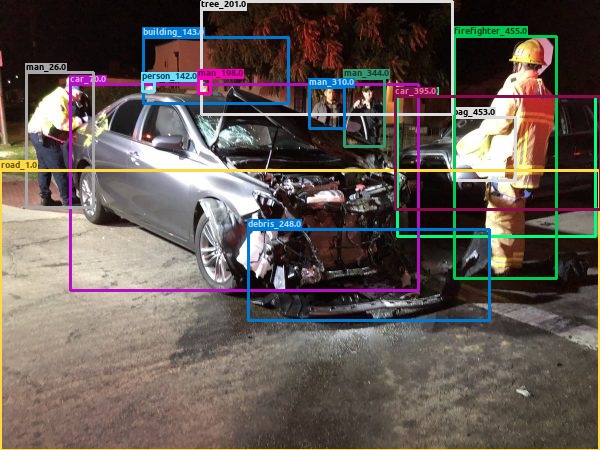 tree_201.0
building_143.0
firefighter_455.0
man_26.0
person_142.0
man_198.0
man_344.0
car_70.0
man_310.0
car_395.0
bag_453.0
road_1.0
debris_248.0